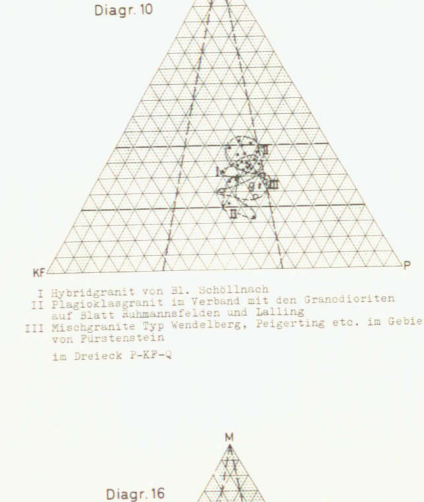 Diagr. 10
I
II
g
III
II
KF
P
I Hybridgranit von Bl. Schöllnach
II Plagioklasgranit im Verband mit den Granodioriten
auf Blatt Ruhmannsfelden und Lalling
III Mischgranite Typ Wendelberg, Peigerting etc. im Gebie
von Fürstenstein
im Dreieck P-KF-Q
M
Diagr. 16